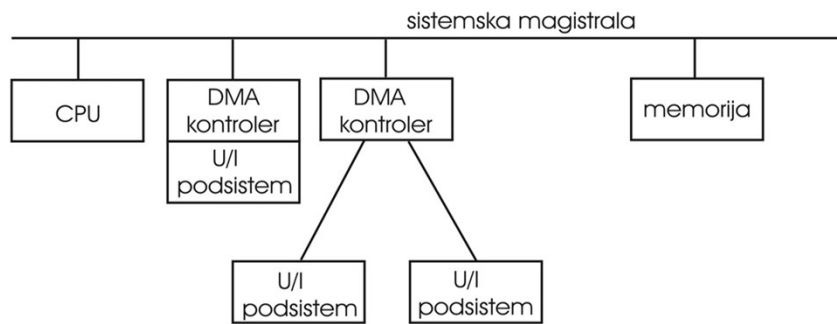 sistemska magistrala
CPU
DMA
kontroler
U/I
podsistem
DMA
kontroler
memorija
U/I
podsistem
U/I
podsistem